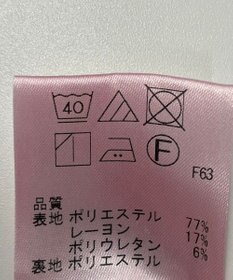 40
F
F63
品質
表地 ポリエステル 77%
レーヨン 17%
ポリウレタン 6%
裏地 ポリエステル